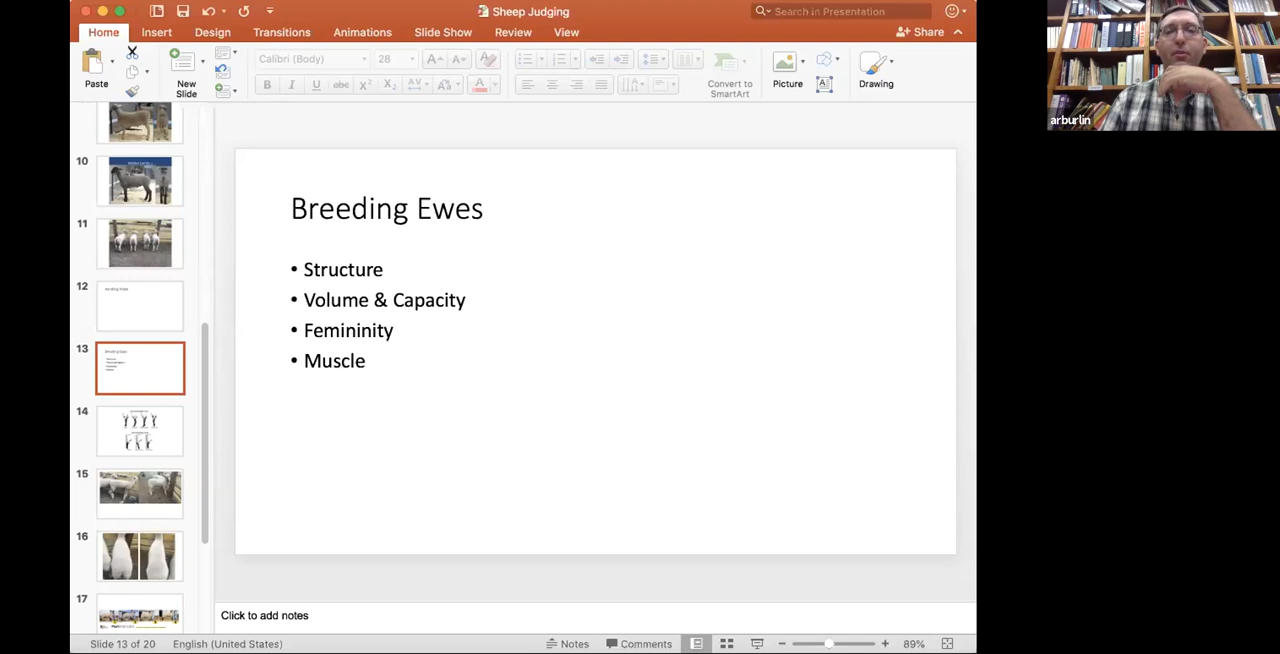 Sheep Judging
Search in Presentation
Home Insert Design Transitions Animations Slide Show Review View Share
Paste
New
Slide
Calibri (Body) 28
Convert to
SmartArt
Picture
Drawing
10
11
12
13
14
15
16
17
Breeding Ewes
• Structure
• Volume & Capacity
• Femininity
• Muscle
Click to add notes
Slide 13 of 20 English (United States) Notes Comments 89%
arburlin